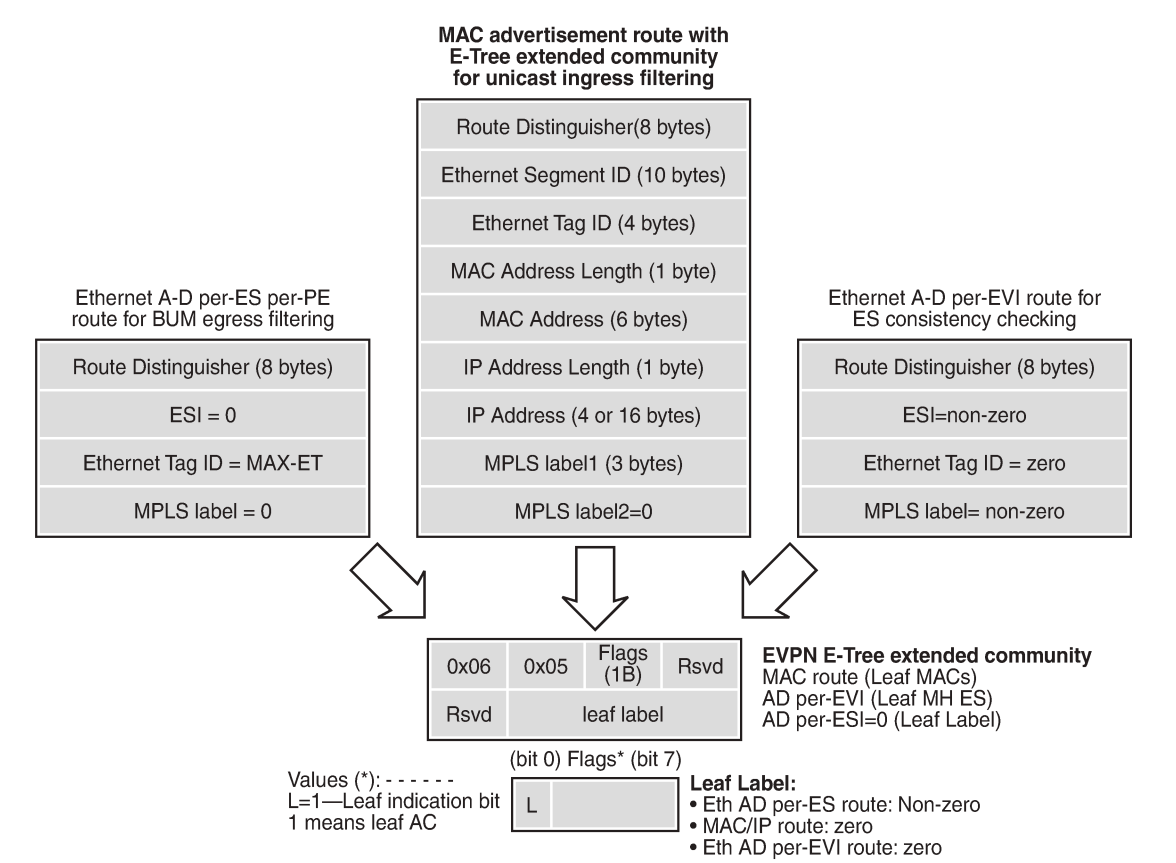 MAC advertisement route with
E-Tree extended community
for unicast ingress filtering
Route Distinguisher(8 bytes)
Ethernet Segment ID (10 bytes)
Ethernet Tag ID (4 bytes)
MAC Address Length (1 byte)
MAC Address (6 bytes)
IP Address Length (1 byte)
IP Address (4 or 16 bytes)
MPLS label1 (3 bytes)
MPLS label2=0
Ethernet A-D per-ES per-PE
route for BUM egress filtering
Route Distinguisher (8 bytes)
ESI = 0
Ethernet Tag ID = MAX-ET
MPLS label = 0
Ethernet A-D per-EVI route for
ES consistency checking
Route Distinguisher (8 bytes)
ESI=non-zero
Ethernet Tag ID = zero
MPLS label= non-zero
0x06
0x05
Flags
(1B)
Rsvd
Rsvd
leaf label
EVPN E-Tree extended community
MAC route (Leaf MACs)
AD per-EVI (Leaf MH ES)
AD per-ESI=0 (Leaf Label)
(bit 0) Flags* (bit 7)
Values (*): - - - - - -
L=1—Leaf indication bit
1 means leaf AC
L
Leaf Label:
• Eth AD per-ES route: Non-zero
• MAC/IP route: zero
• Eth AD per-EVI route: zero